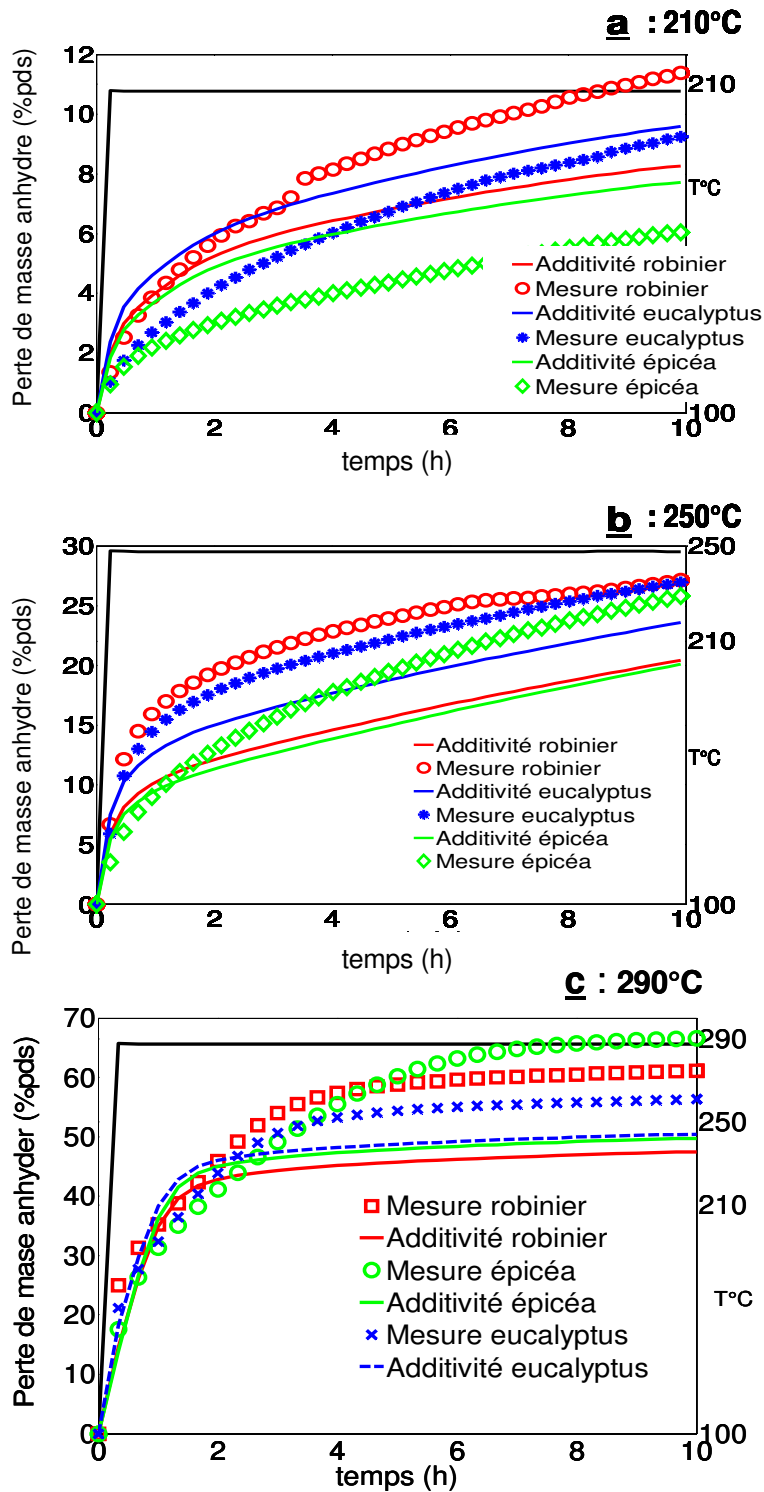 a : 210°C
Perte de masse anhydre (%pds)
12
10
8
6
4
2
0
210
T°C
100
Additivité robinier
Mesure robinier
Additivité eucalyptus
Mesure eucalyptus
Additivité épicéa
Mesure épicéa
0 2 4 6 8 10
temps (h)
b : 250°C
Perte de masse anhydre (%pds)
30
25
20
15
10
5
0
250
210
T°C
100
Additivité robinier
Mesure robinier
Additivité eucalyptus
Mesure eucalyptus
Additivité épicéa
Mesure épicéa
0 2 4 6 8 10
temps (h)
c : 290°C
Perte de mase anhyder (%pds)
70
60
50
40
30
20
10
0
290
250
210
T°C
100
Mesure robinier
Additivité robinier
Mesure épicéa
Additivité épicéa
Mesure eucalyptus
Additivité eucalyptus
0 2 4 6 8 10
temps (h)